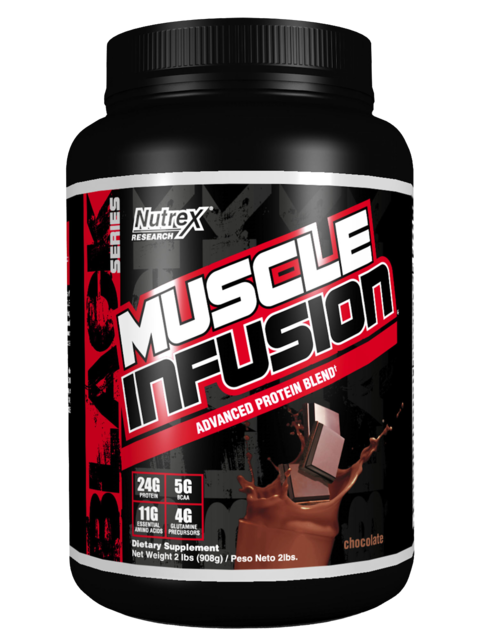 BLACK SERIES
Nutrex
RESEARCH
MUSCLE
INFUSION
ADVANCED PROTEIN BLEND†
24G
PROTEIN
5G
BCAA
11G
ESSENTIAL
AMINO ACIDS
4G
GLUTAMINE
PRECURSORS
Dietary Supplement
Net Weight 2 lbs (908g) / Peso Neto 2lbs.
chocolate